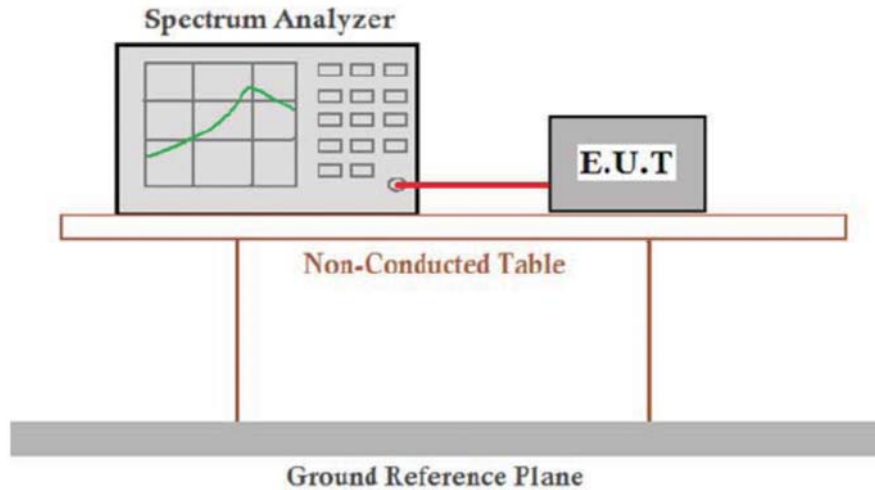 Spectrum Analyzer
E.U.T
Non-Conducted Table
Ground Reference Plane